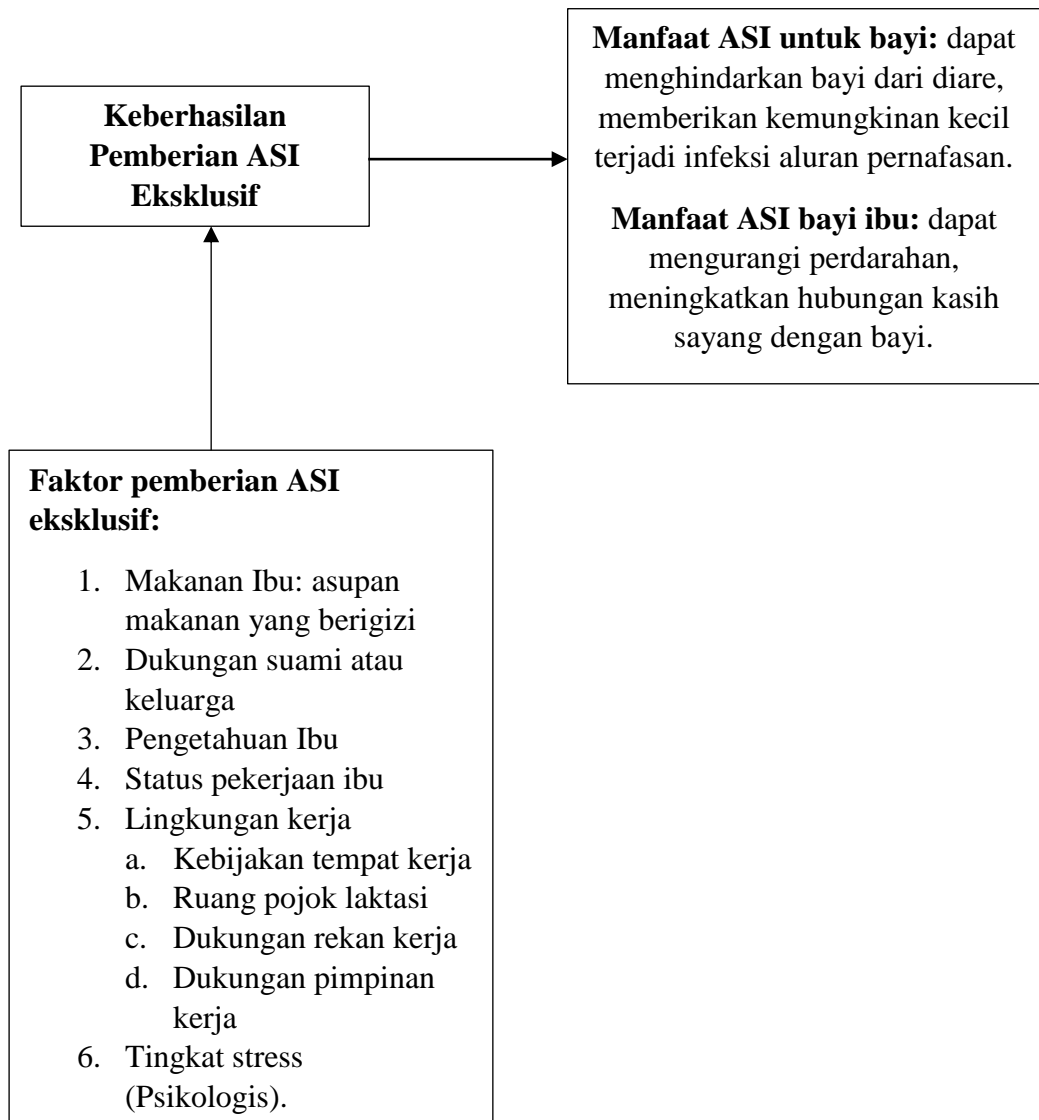 Keberhasilan
Pemberian ASI
Eksklusif
Manfaat ASI untuk bayi: dapat
menghindarkan bayi dari diare,
memberikan kemungkinan kecil
terjadi infeksi aluran pernafasan.
Manfaat ASI bayi ibu: dapat
mengurangi perdarahan,
meningkatkan hubungan kasih
sayang dengan bayi.
Faktor pemberian ASI
eksklusif:
1. Makanan Ibu: asupan
makanan yang berigizi
2. Dukungan suami atau
keluarga
3. Pengetahuan Ibu
4. Status pekerjaan ibu
5. Lingkungan kerja
a. Kebijakan tempat kerja
b. Ruang pojok laktasi
c. Dukungan rekan kerja
d. Dukungan pimpinan
kerja
6. Tingkat stress
(Psikologis).